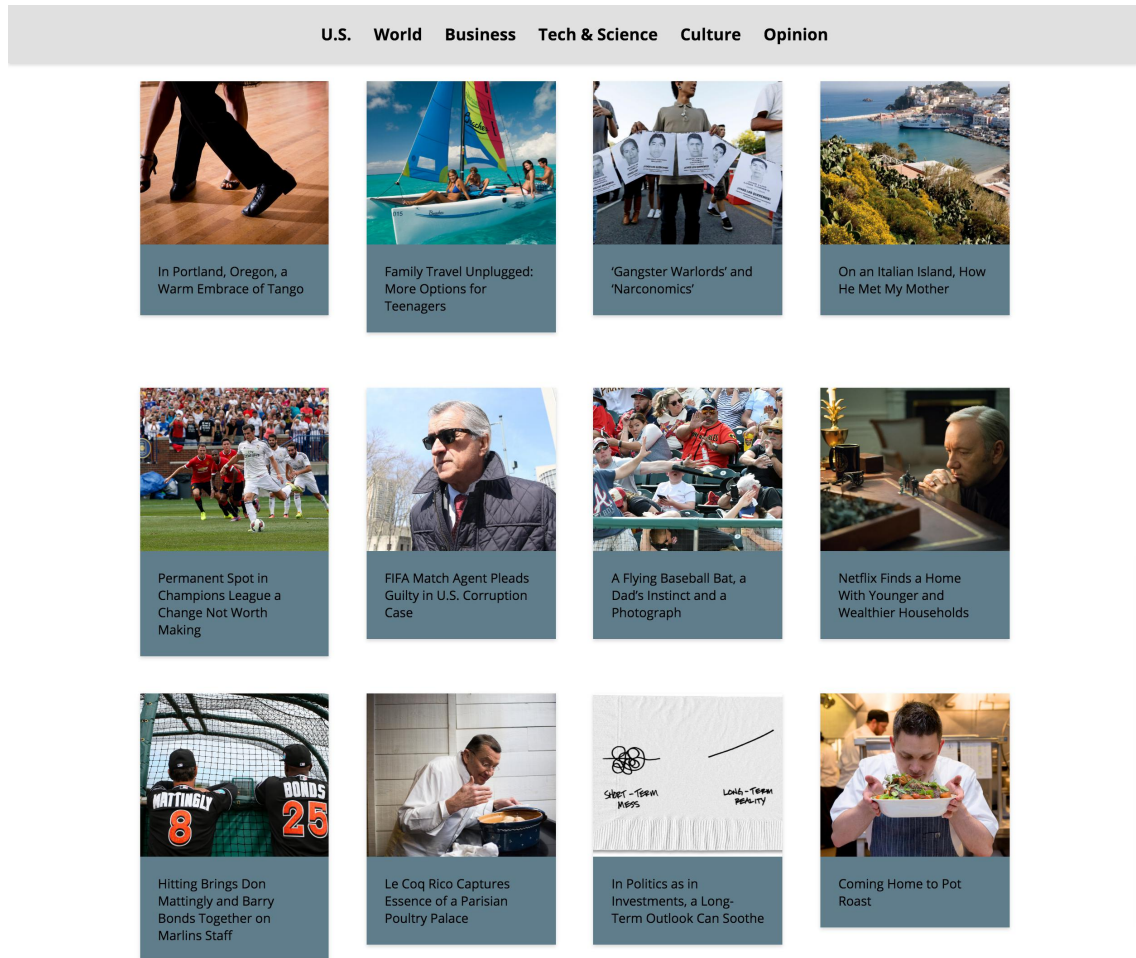 U.S. World Business Tech & Science Culture Opinion
In Portland, Oregon, a
Warm Embrace of Tango
015
Family Travel Unplugged:
More Options for
Teenagers
‘Gangster Warlords’ and
‘Narconomics’
On an Italian Island, How
He Met My Mother
Permanent Spot in
Champions League a
Change Not Worth
Making
FIFA Match Agent Pleads
Guilty in U.S. Corruption
Case
A Flying Baseball Bat, a
Dad’s Instinct and a
Photograph
Netflix Finds a Home
With Younger and
Wealthier Households
MATTINGLY
8
BONDS
25
Hitting Brings Don
Mattingly and Barry
Bonds Together on
Marlins Staff
Le Coq Rico Captures
Essence of a Parisian
Poultry Palace
SHORT-TERM
MESS
LONG-TERM
REALITY
In Politics as in
Investments, a Long-
Term Outlook Can Soothe
Coming Home to Pot
Roast